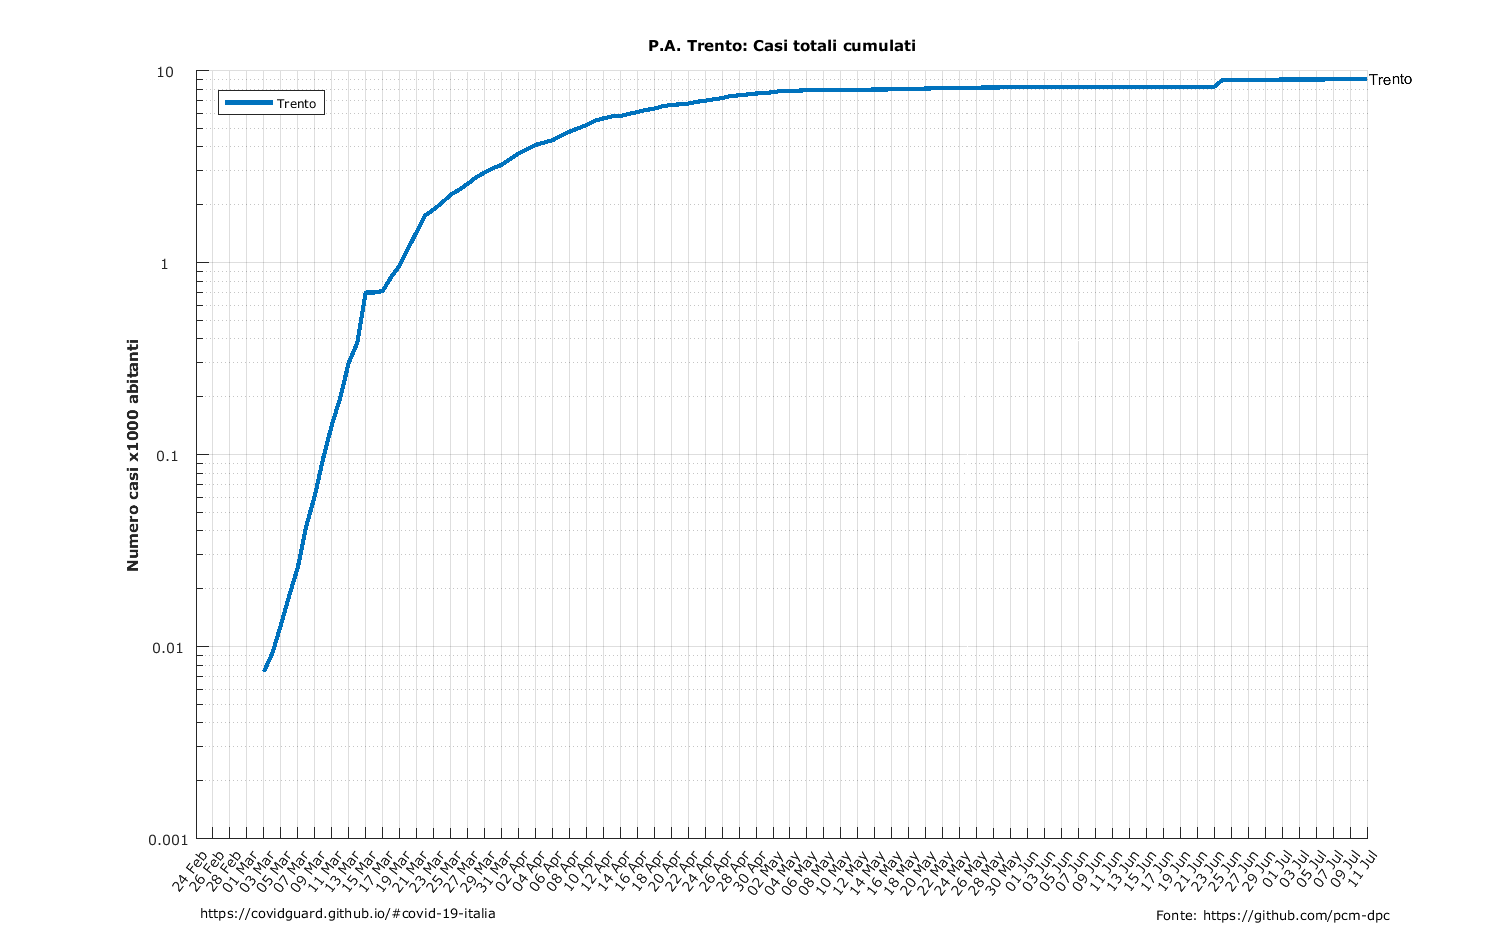 P.A. Trento: Casi totali cumulati
10
1
0.1
0.01
0.001
Numero casi x1000 abitanti
Trento
Trento
24 Feb
26 Feb
28 Feb
01 Mar
03 Mar
05 Mar
07 Mar
09 Mar
11 Mar
13 Mar
15 Mar
17 Mar
19 Mar
21 Mar
23 Mar
25 Mar
27 Mar
29 Mar
31 Mar
02 Apr
04 Apr
06 Apr
08 Apr
10 Apr
12 Apr
14 Apr
16 Apr
18 Apr
20 Apr
22 Apr
24 Apr
26 Apr
28 Apr
30 Apr
02 May
04 May
06 May
08 May
10 May
12 May
14 May
16 May
18 May
20 May
22 May
24 May
26 May
28 May
30 May
01 Jun
03 Jun
05 Jun
07 Jun
09 Jun
11 Jun
13 Jun
15 Jun
17 Jun
19 Jun
21 Jun
23 Jun
25 Jun
27 Jun
29 Jun
01 Jul
03 Jul
05 Jul
07 Jul
09 Jul
11 Jul
https://covidguard.github.io/#covid-19-italia
Fonte: https://github.com/pcm-dpc